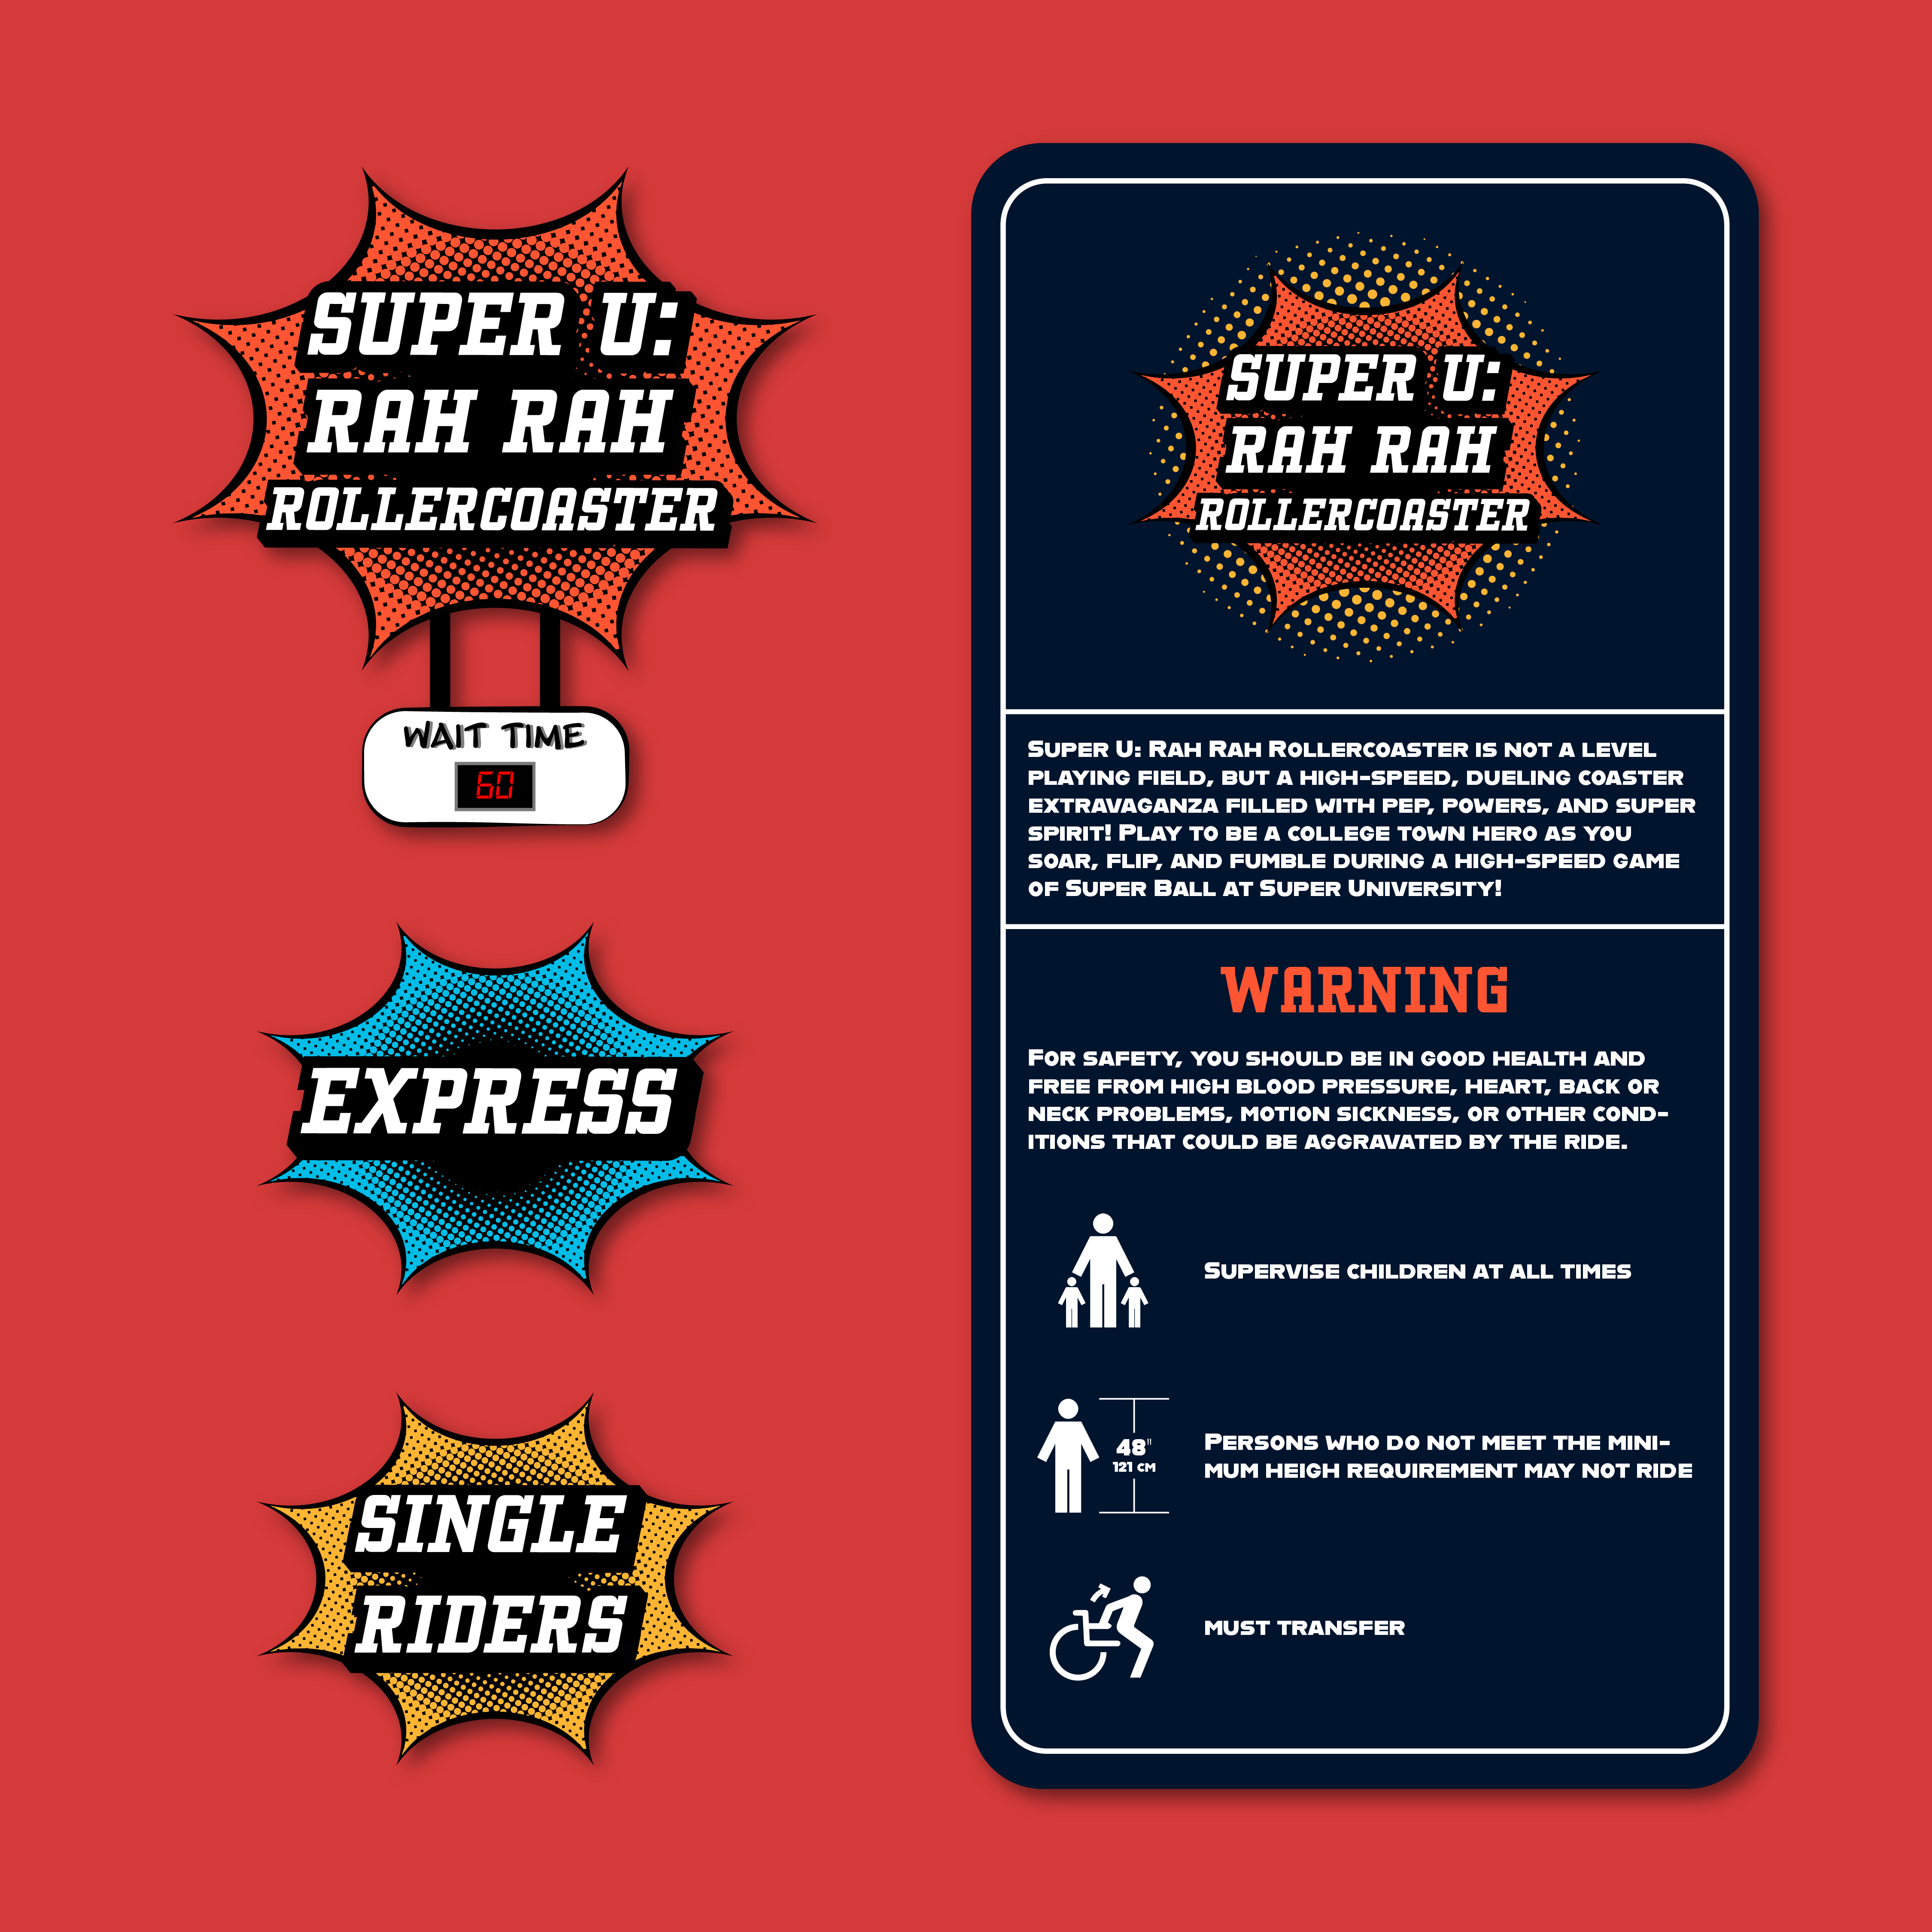 SUPER U:
RAH RAH
ROLLERCOASTER
WAIT TIME
60
EXPRESS
SINGLE
RIDERS
SUPER U:
RAH RAH
ROLLERCOASTER
Super U: Rah Rah Rollercoaster is not a level
playing field, but a high-speed, dueling coaster
extravaganza filled with pep, powers, and super
spirit! Play to be a college town hero as you
soar, flip, and fumble during a high-speed game
of Super Ball at Super University!
WARNING
For safety, you should be in good health and
free from high blood pressure, heart, back or
neck problems, motion sickness, or other cond-
itions that could be aggravated by the ride.
Supervise children at all times
48"
121 cm
Persons who do not meet the mini-
mum heigh requirement may not ride
must transfer